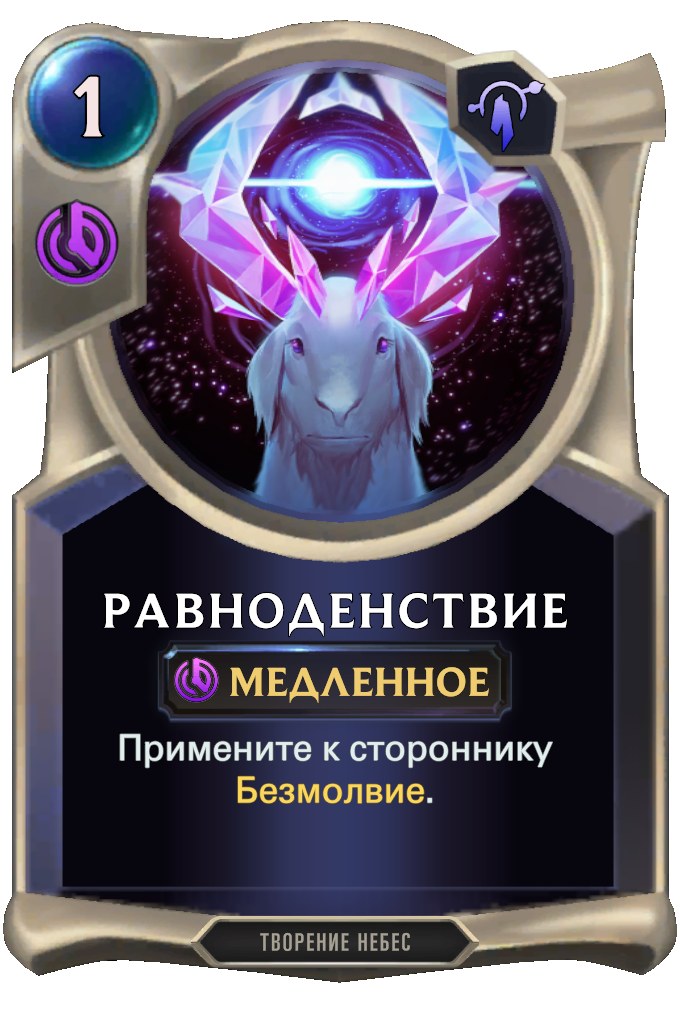 1
РАВНОДЕНСТВИЕ
МЕДЛЕННОЕ
Примените к стороннику
Безмолвие.
ТВОРЕНИЕ НЕБЕС